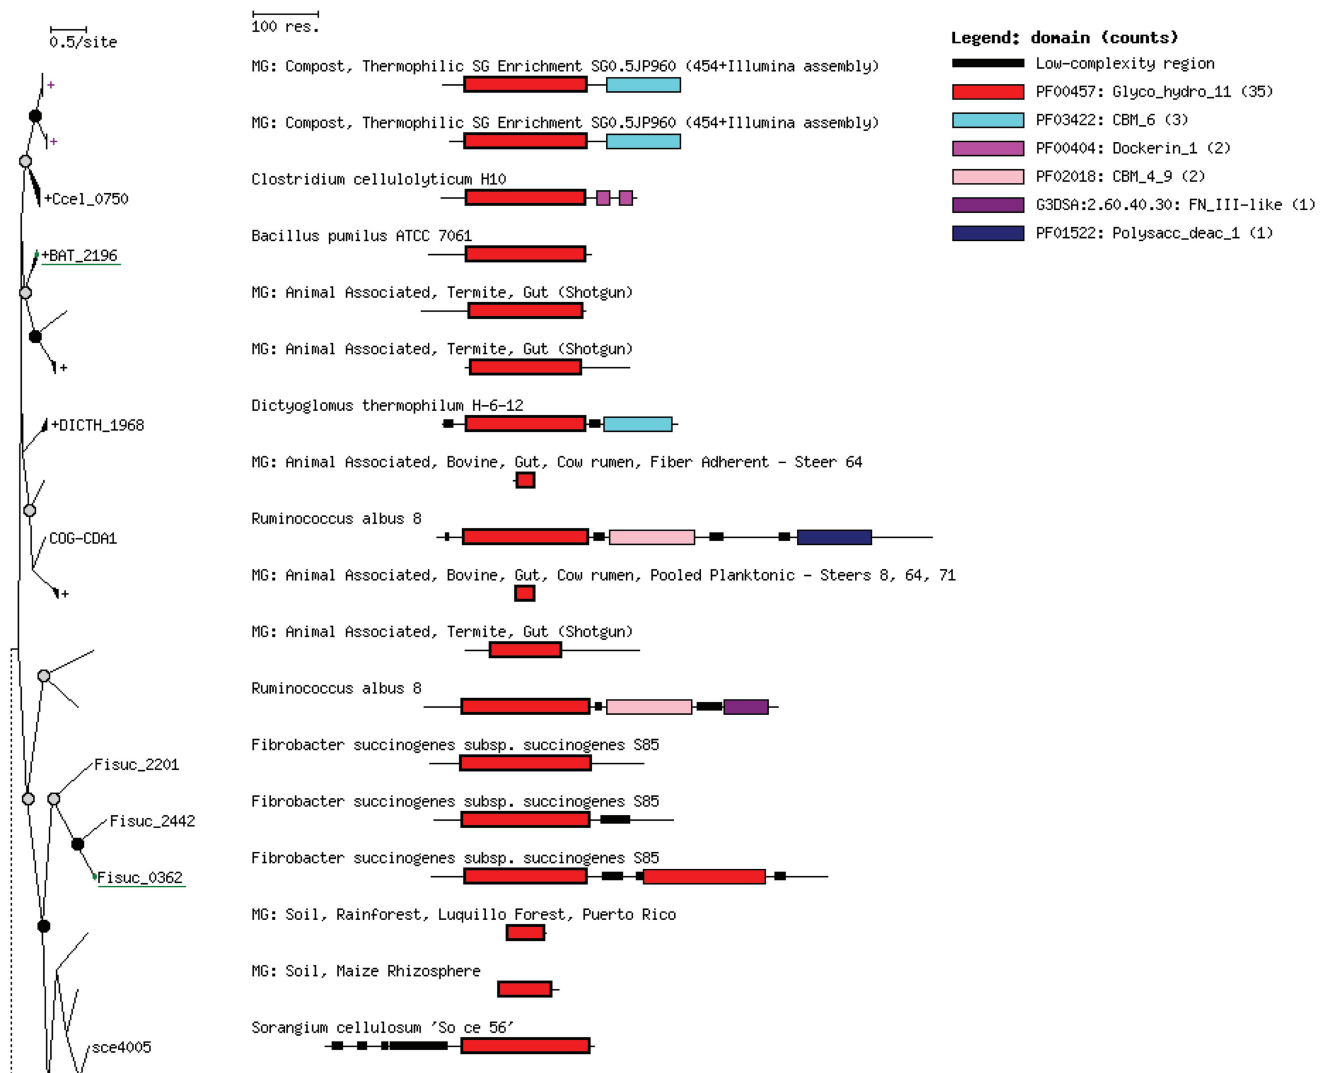 0.5/site
100 res.
Legend: domain (counts)
Low-complexity region
PF00457: Glyco_hydro_11 (35)
PF03422: CBM_6 (3)
PF00404: Dockerin_1 (2)
PF02018: CBM_4_9 (2)
G3DSA:2.60.40.30: FN_III-like (1)
PF01522: Polysacc_deac_1 (1)
+
MG: Compost, Thermophilic SG Enrichment SG0.5JP960 (454+Illumina assembly)
+
MG: Compost, Thermophilic SG Enrichment SG0.5JP960 (454+Illumina assembly)
+Ccel_0750
Clostridium cellulolyticum H10
+BAT_2196
Bacillus pumilus ATCC 7061
MG: Animal Associated, Termite, Gut (Shotgun)
+
MG: Animal Associated, Termite, Gut (Shotgun)
+DICTH_1968
Dictyoglomus thermophilum H-6-12
MG: Animal Associated, Bovine, Gut, Cow rumen, Fiber Adherent - Steer 64
COG-CDA1
Ruminococcus albus 8
+
MG: Animal Associated, Bovine, Gut, Cow rumen, Pooled Planktonic - Steers 8, 64, 71
MG: Animal Associated, Termite, Gut (Shotgun)
Ruminococcus albus 8
Fisuc_2201
Fibrobacter succinogenes subsp. succinogenes S85
Fisuc_2442
Fibrobacter succinogenes subsp. succinogenes S85
Fisuc_0362
Fibrobacter succinogenes subsp. succinogenes S85
MG: Soil, Rainforest, Luquillo Forest, Puerto Rico
MG: Soil, Maize Rhizosphere
sce4005
Sorangium cellulosum 'So ce 56'